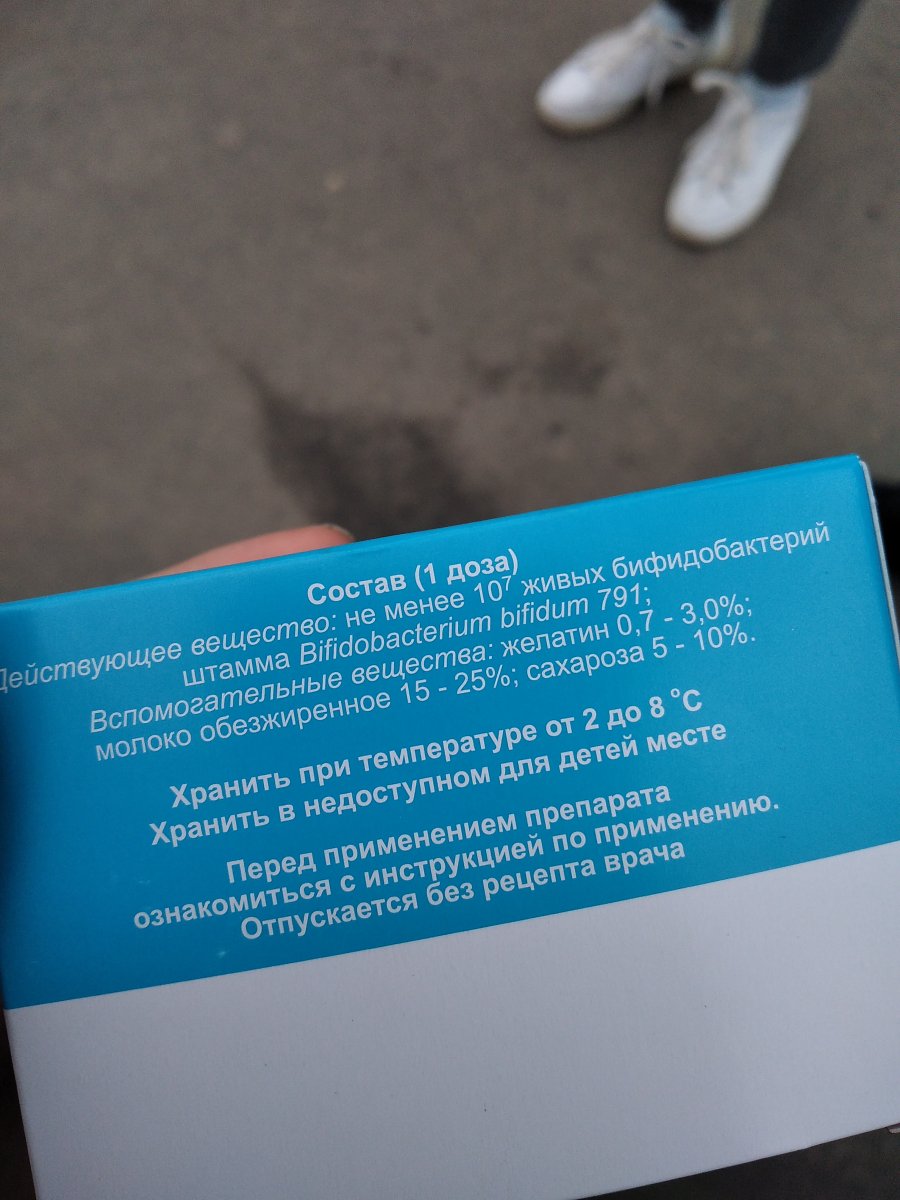 Состав (1 доза)
Действующее вещество: не менее 10⁷ живых бифидобактерий
штамма Bifidobacterium bifidum 791;
Вспомогательные вещества: желатин 0,7 - 3,0%;
молоко обезжиренное 15 - 25%; сахароза 5 - 10%.
Хранить при температуре от 2 до 8 °С
Хранить в недоступном для детей месте
Перед применением препарата
ознакомиться с инструкцией по применению.
Отпускается без рецепта врача